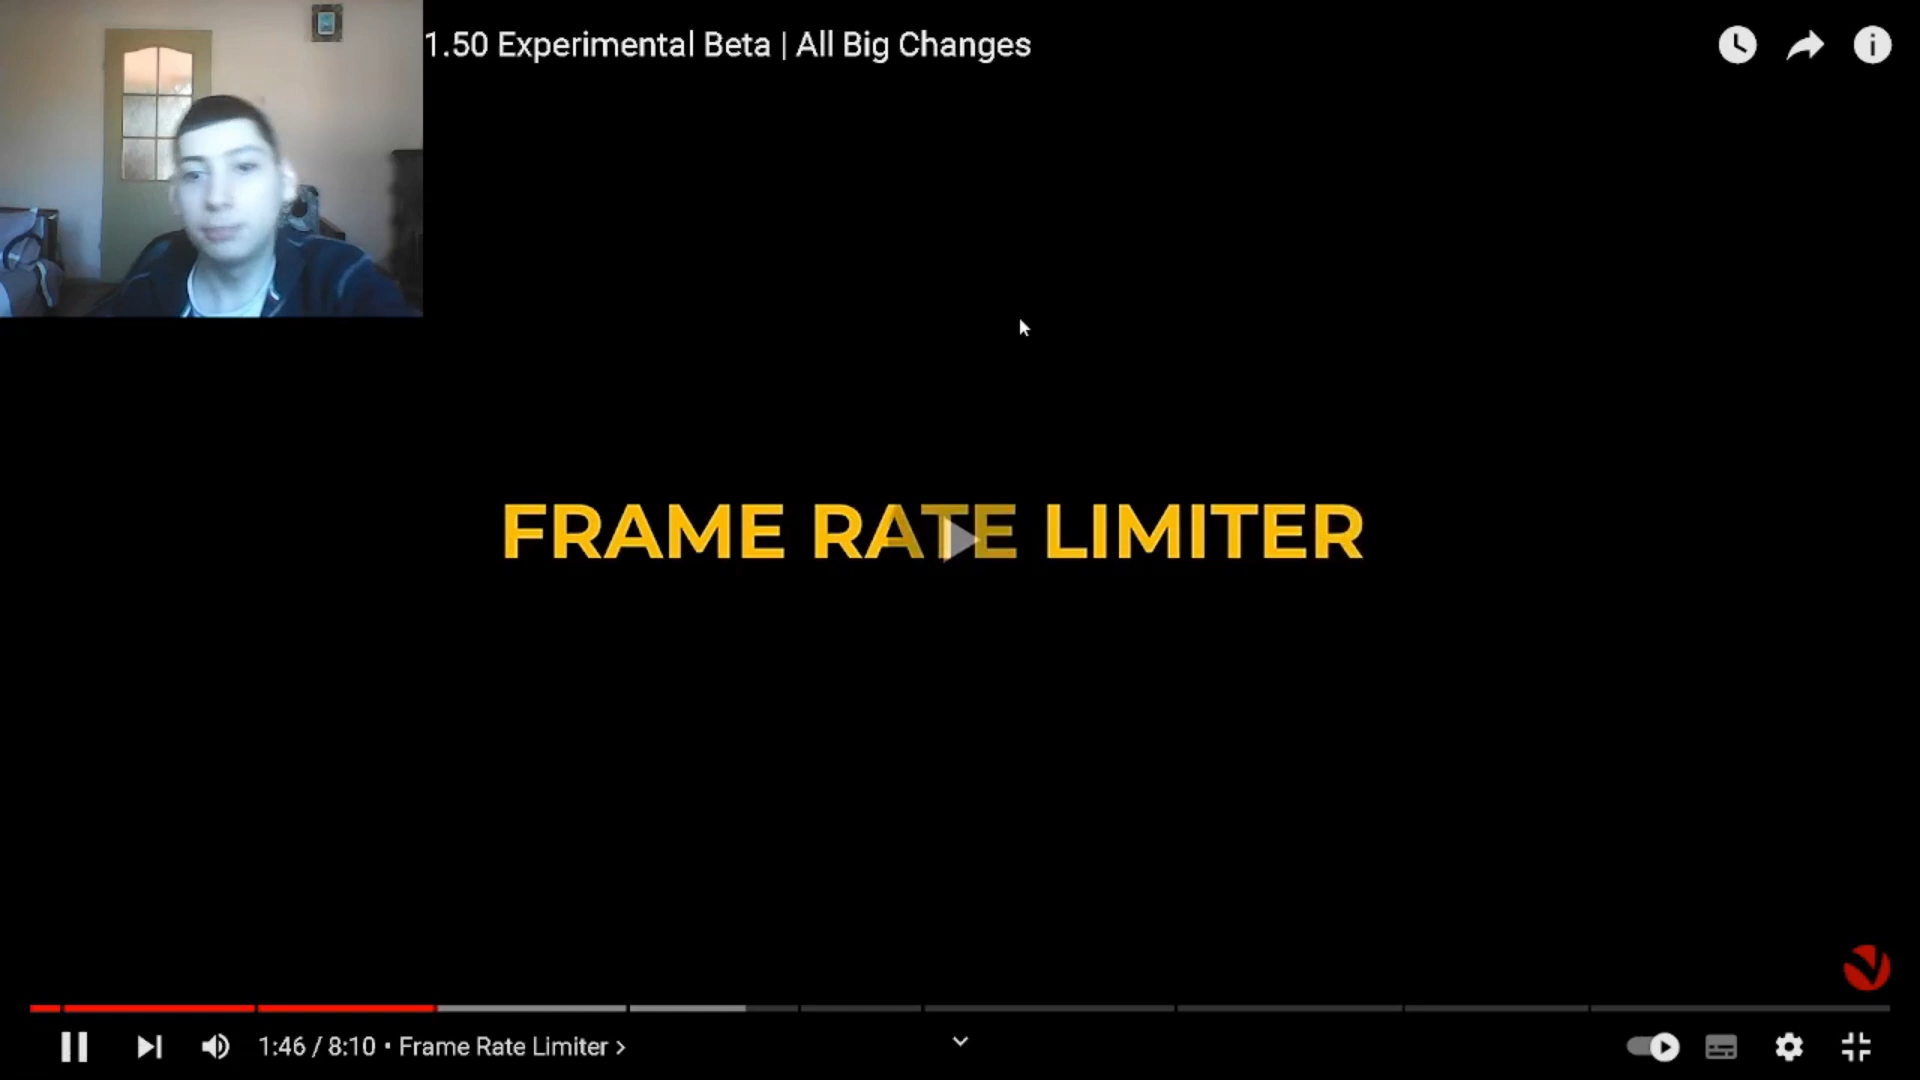 1.50 Experimental Beta | All Big Changes
FRAME RATE LIMITER
1:46 / 8:10 • Frame Rate Limiter >